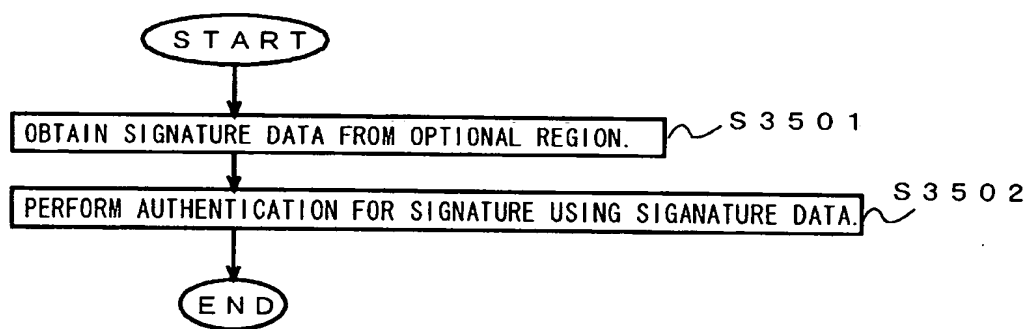 START
OBTAIN SIGNATURE DATA FROM OPTIONAL REGION. S3501
PERFORM AUTHENTICATION FOR SIGNATURE USING SIGANATURE DATA. S3502
END